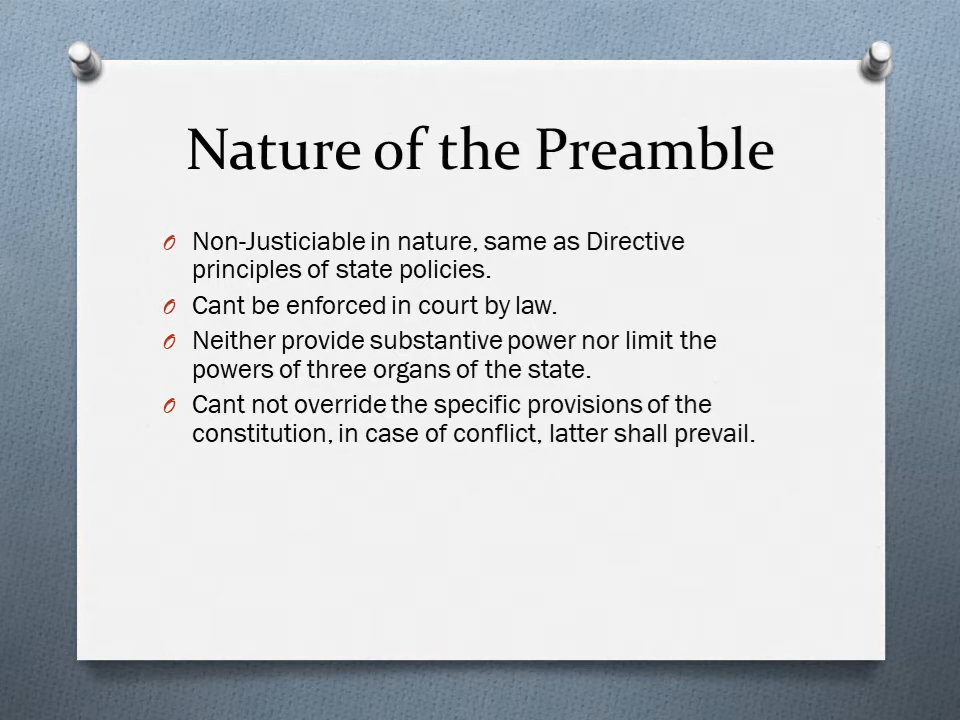 Nature of the Preamble
Non-Justiciable in nature, same as Directive
principles of state policies.
Cant be enforced in court by law.
Neither provide substantive power nor limit the
powers of three organs of the state.
Cant not override the specific provisions of the
constitution, in case of conflict, latter shall prevail.